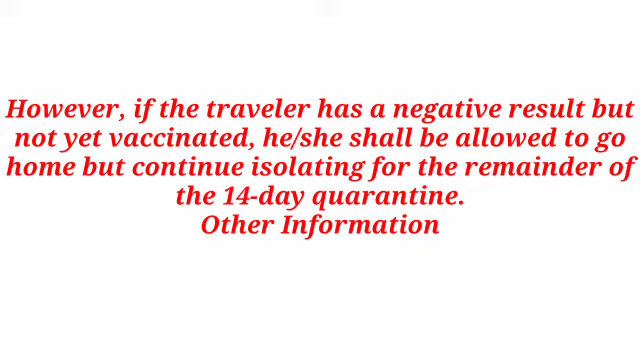 However, if the traveler has a negative result but
not yet vaccinated, he/she shall be allowed to go
home but continue isolating for the remainder of
the 14-day quarantine.
Other Information